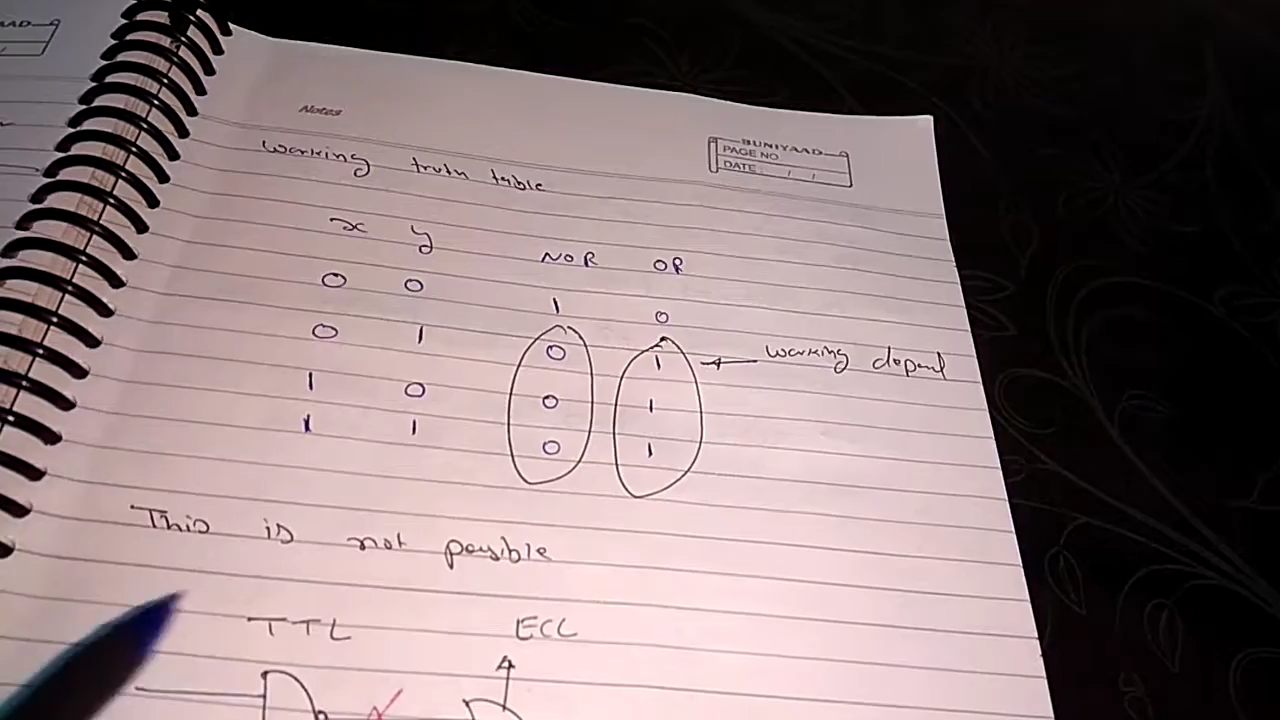 AAD
Notes
BUNIYAAD
PAGE NO.
DATE: / /
Working truth table
x y NOR OR
0 0 1 0
0 1 0 1 ← working depend
1 0 0 1
1 1 0 1
This is not possible
TTL ECL